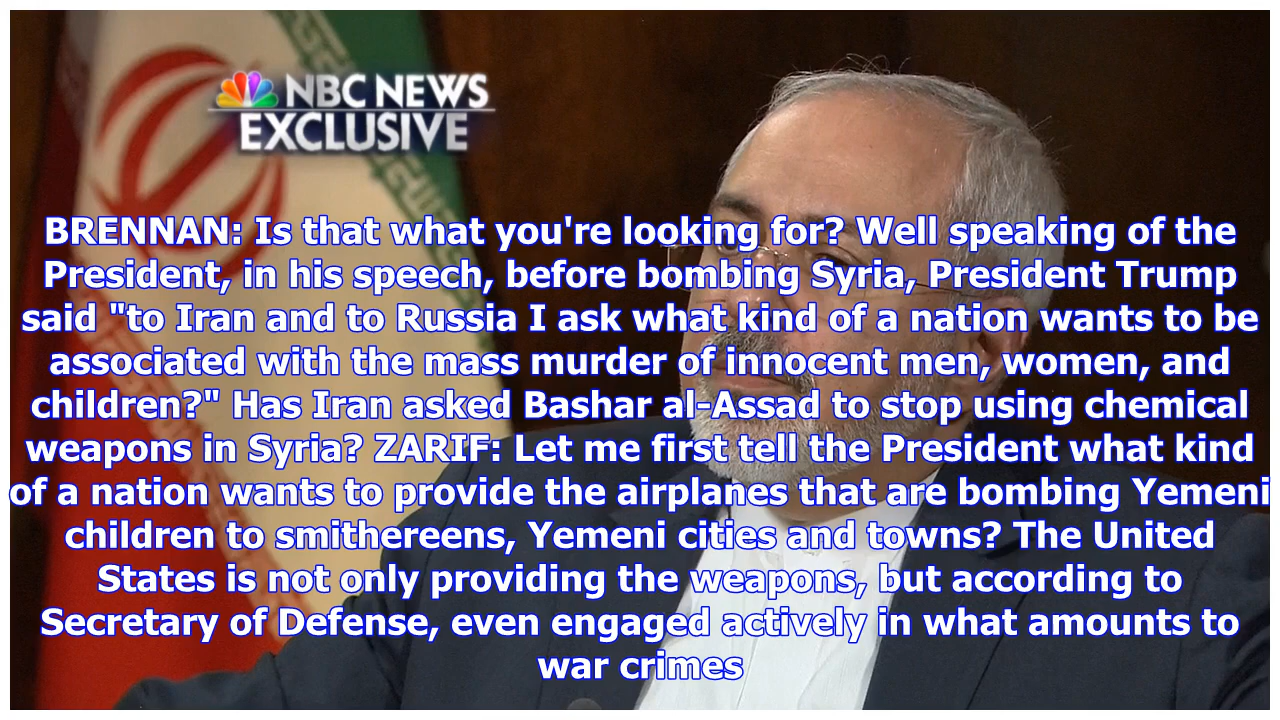 NBC NEWS
EXCLUSIVE
BRENNAN: Is that what you're looking for? Well speaking of the
President, in his speech, before bombing Syria, President Trump
said "to Iran and to Russia I ask what kind of a nation wants to be
associated with the mass murder of innocent men, women, and
children?" Has Iran asked Bashar al-Assad to stop using chemical
weapons in Syria? ZARIF: Let me first tell the President what kind
of a nation wants to provide the airplanes that are bombing Yemeni
children to smithereens, Yemeni cities and towns? The United
States is not only providing the weapons, but according to
Secretary of Defense, even engaged actively in what amounts to
war crimes